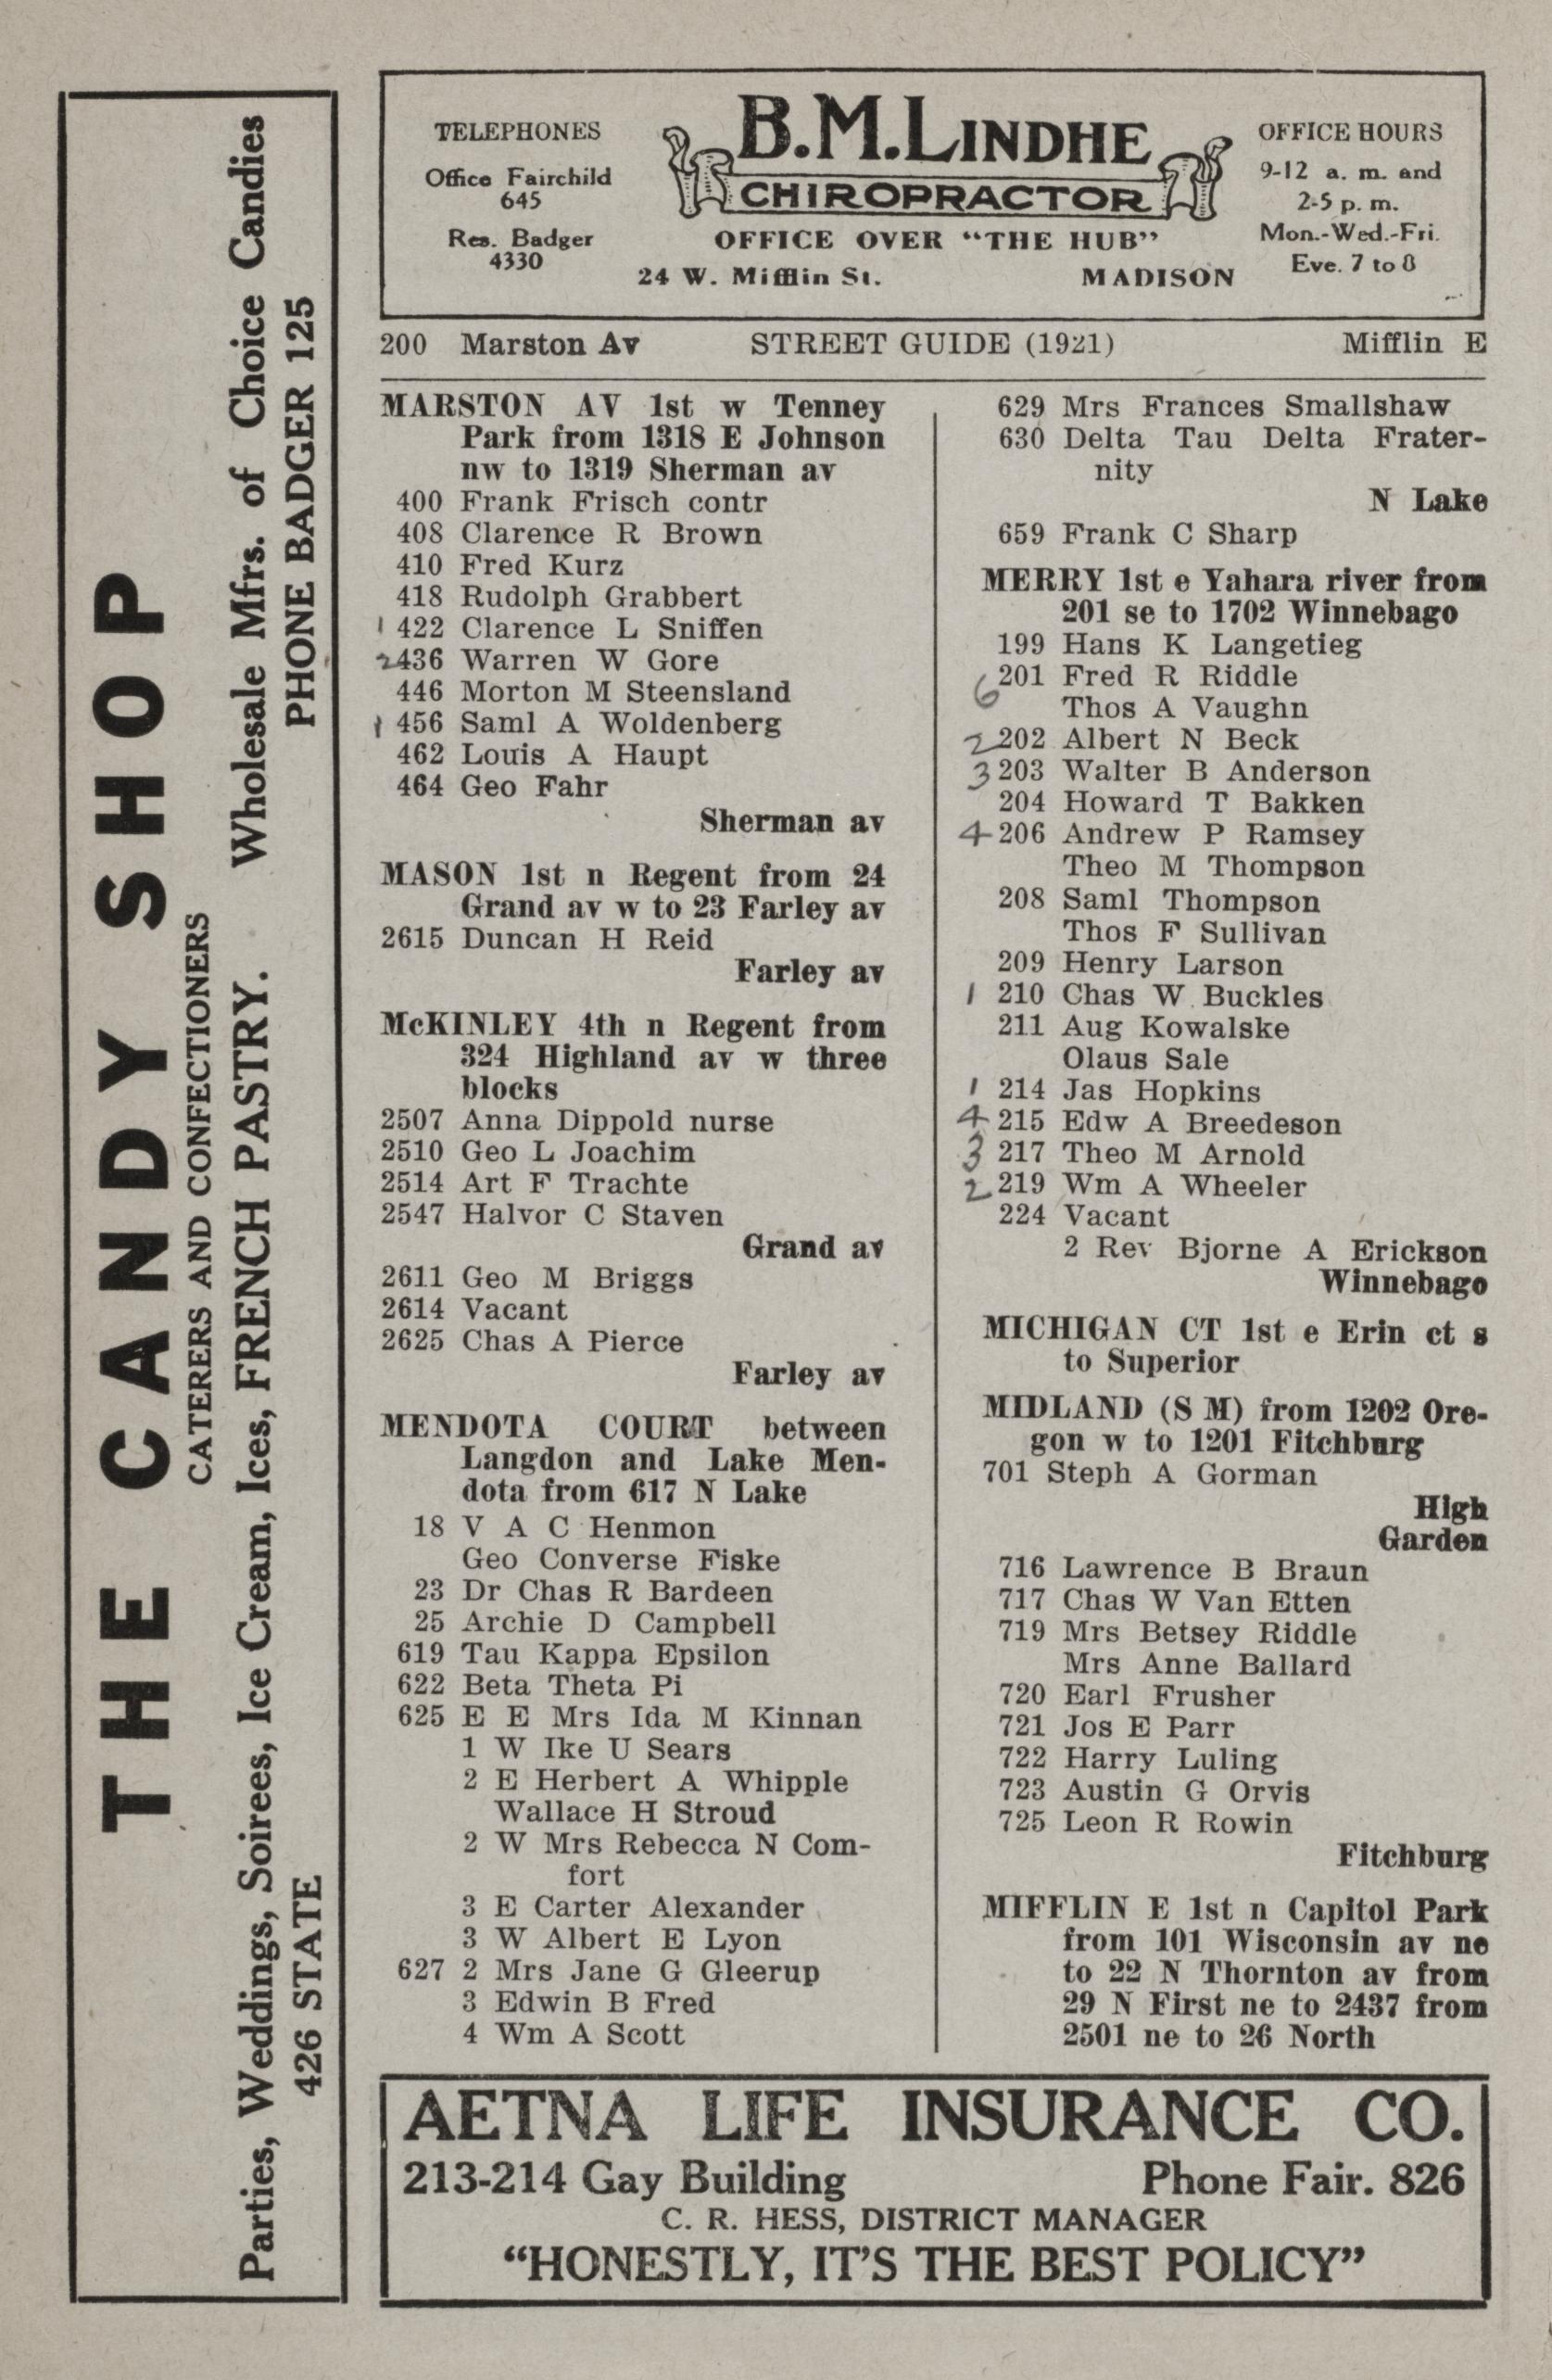 THE CANDY SHOP
CATERERS AND CONFECTIONERS
Parties, Weddings, Soirees, Ice Cream, Ices, FRENCH PASTRY. Wholesale Mfrs. of Choice Candies
426 STATE PHONE BADGER 125
TELEPHONES
Office Fairchild
645
Res. Badger
4330
B.M.LINDHE
CHIROPRACTOR
OFFICE OVER "THE HUB"
24 W. Mifflin St. MADISON
OFFICE HOURS
9-12 a. m. and
2-5 p. m.
Mon.-Wed.-Fri.
Eve. 7 to 8
200 Marston Av STREET GUIDE (1921) Mifflin E
MARSTON AV 1st w Tenney
Park from 1318 E Johnson
nw to 1319 Sherman av
400 Frank Frisch contr
408 Clarence R Brown
410 Fred Kurz
418 Rudolph Grabbert
1 422 Clarence L Sniffen
2 436 Warren W Gore
446 Morton M Steensland
1 456 Saml A Woldenberg
462 Louis A Haupt
464 Geo Fahr
Sherman av
MASON 1st n Regent from 24
Grand av w to 23 Farley av
2615 Duncan H Reid
Farley av
McKINLEY 4th n Regent from
324 Highland av w three
blocks
2507 Anna Dippold nurse
2510 Geo L Joachim
2514 Art F Trachte
2547 Halvor C Staven
Grand av
2611 Geo M Briggs
2614 Vacant
2625 Chas A Pierce
Farley av
MENDOTA COURT between
Langdon and Lake Men-
dota from 617 N Lake
18 V A C Henmon
Geo Converse Fiske
23 Dr Chas R Bardeen
25 Archie D Campbell
619 Tau Kappa Epsilon
622 Beta Theta Pi
625 E E Mrs Ida M Kinnan
1 W Ike U Sears
2 E Herbert A Whipple
Wallace H Stroud
2 W Mrs Rebecca N Com-
fort
3 E Carter Alexander
3 W Albert E Lyon
627 2 Mrs Jane G Gleerup
3 Edwin B Fred
4 Wm A Scott
629 Mrs Frances Smallshaw
630 Delta Tau Delta Frater-
nity
N Lake
659 Frank C Sharp
MERRY 1st e Yahara river from
201 se to 1702 Winnebago
199 Hans K Langetieg
6 201 Fred R Riddle
Thos A Vaughn
2 202 Albert N Beck
3 203 Walter B Anderson
204 Howard T Bakken
4 206 Andrew P Ramsey
Theo M Thompson
208 Saml Thompson
Thos F Sullivan
209 Henry Larson
1 210 Chas W Buckles
211 Aug Kowalske
Olaus Sale
1 214 Jas Hopkins
4 215 Edw A Breedeson
3 217 Theo M Arnold
2 219 Wm A Wheeler
224 Vacant
2 Rev Bjorne A Erickson
Winnebago
MICHIGAN CT 1st e Erin ct s
to Superior
MIDLAND (S M) from 1202 Ore-
gon w to 1201 Fitchburg
701 Steph A Gorman
High
Garden
716 Lawrence B Braun
717 Chas W Van Etten
719 Mrs Betsey Riddle
Mrs Anne Ballard
720 Earl Frusher
721 Jos E Parr
722 Harry Luling
723 Austin G Orvis
725 Leon R Rowin
Fitchburg
MIFFLIN E 1st n Capitol Park
from 101 Wisconsin av ne
to 22 N Thornton av from
29 N First ne to 2437 from
2501 ne to 26 North
AETNA LIFE INSURANCE CO.
213-214 Gay Building Phone Fair. 826
C. R. HESS, DISTRICT MANAGER
"HONESTLY, IT'S THE BEST POLICY"